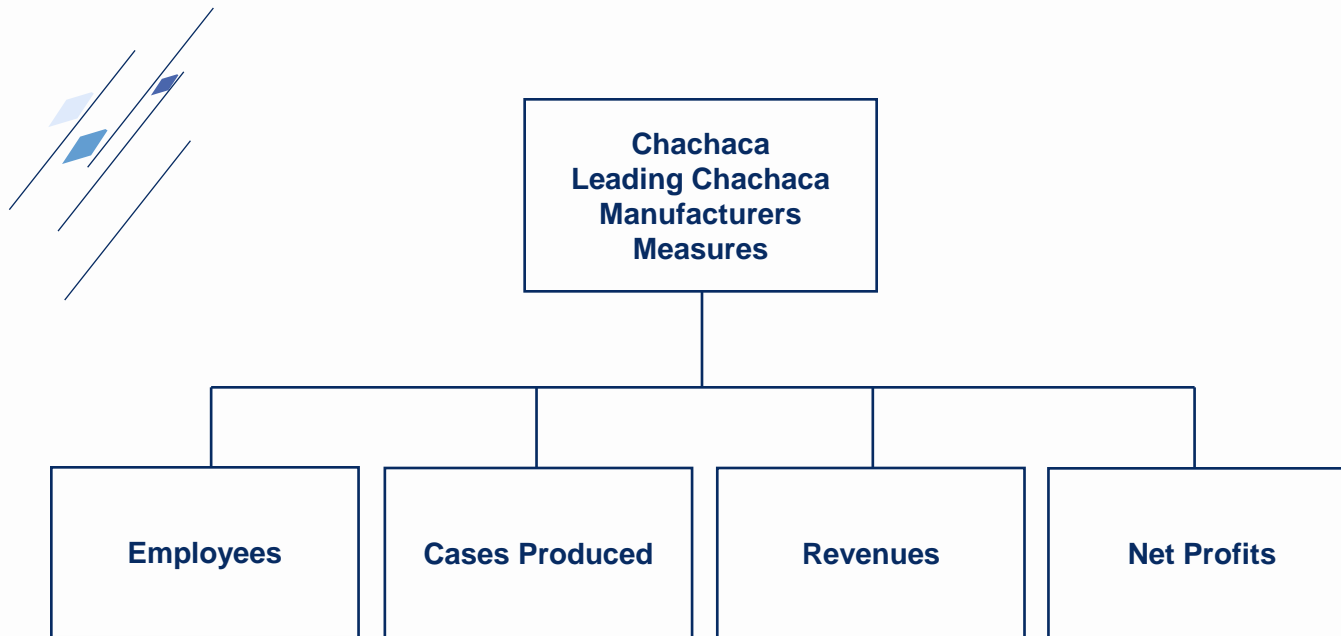 Chachaca
Leading Chachaca
Manufacturers
Measures
Employees
Cases Produced
Revenues
Net Profits